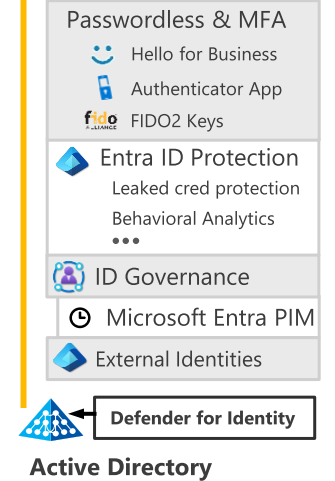 Passwordless & MFA
Hello for Business
Authenticator App
fido
ALLIANCE
FIDO2 Keys
Entra ID Protection
Leaked cred protection
Behavioral Analytics
•••
ID Governance
Microsoft Entra PIM
External Identities
Defender for Identity
Active Directory